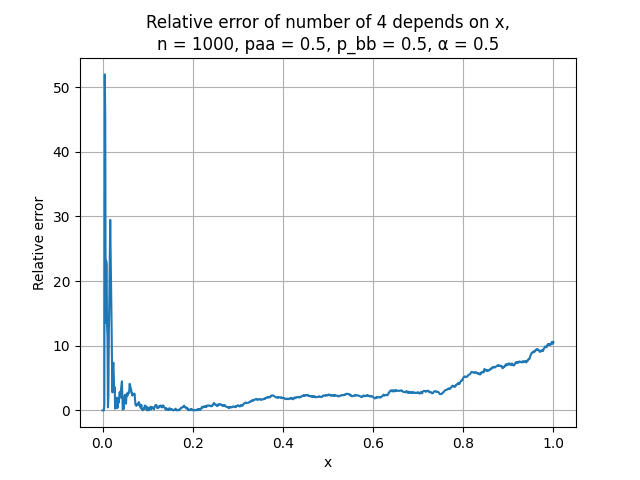 Relative error of number of 4 depends on x,
n = 1000, paa = 0.5, p_bb = 0.5, α = 0.5
50
40
30
20
10
0
Relative error
0.0 0.2 0.4 0.6 0.8 1.0
x